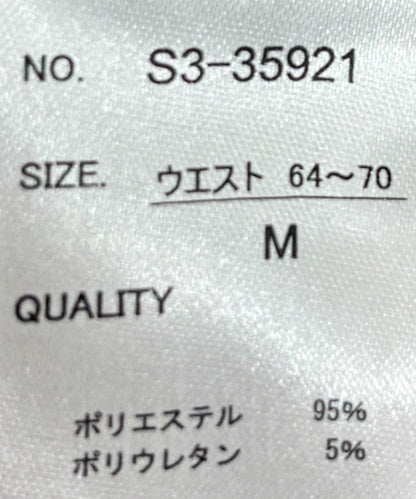 NO. S3-35921
SIZE. ウエスト 64～70
M
QUALITY
ポリエステル 95%
ポリウレタン 5%